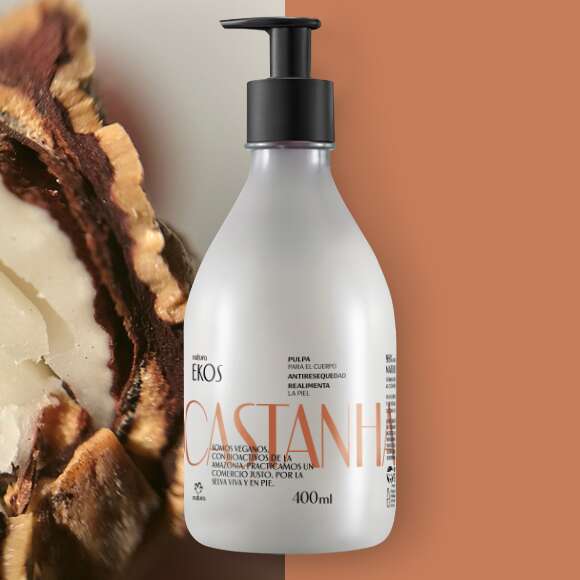 natura
EKOS
PULPA
PARA EL CUERPO
ANTIRESEQUEDAD
REALIMENTA
LA PIEL
CASTANHA
SOMOS VEGANOS,
CON BIOACTIVOS DE LA
AMAZONIA, PRACTICAMOS UN
COMERCIO JUSTO, POR LA
SELVA VIVA Y EN PIE.
natura
400ml